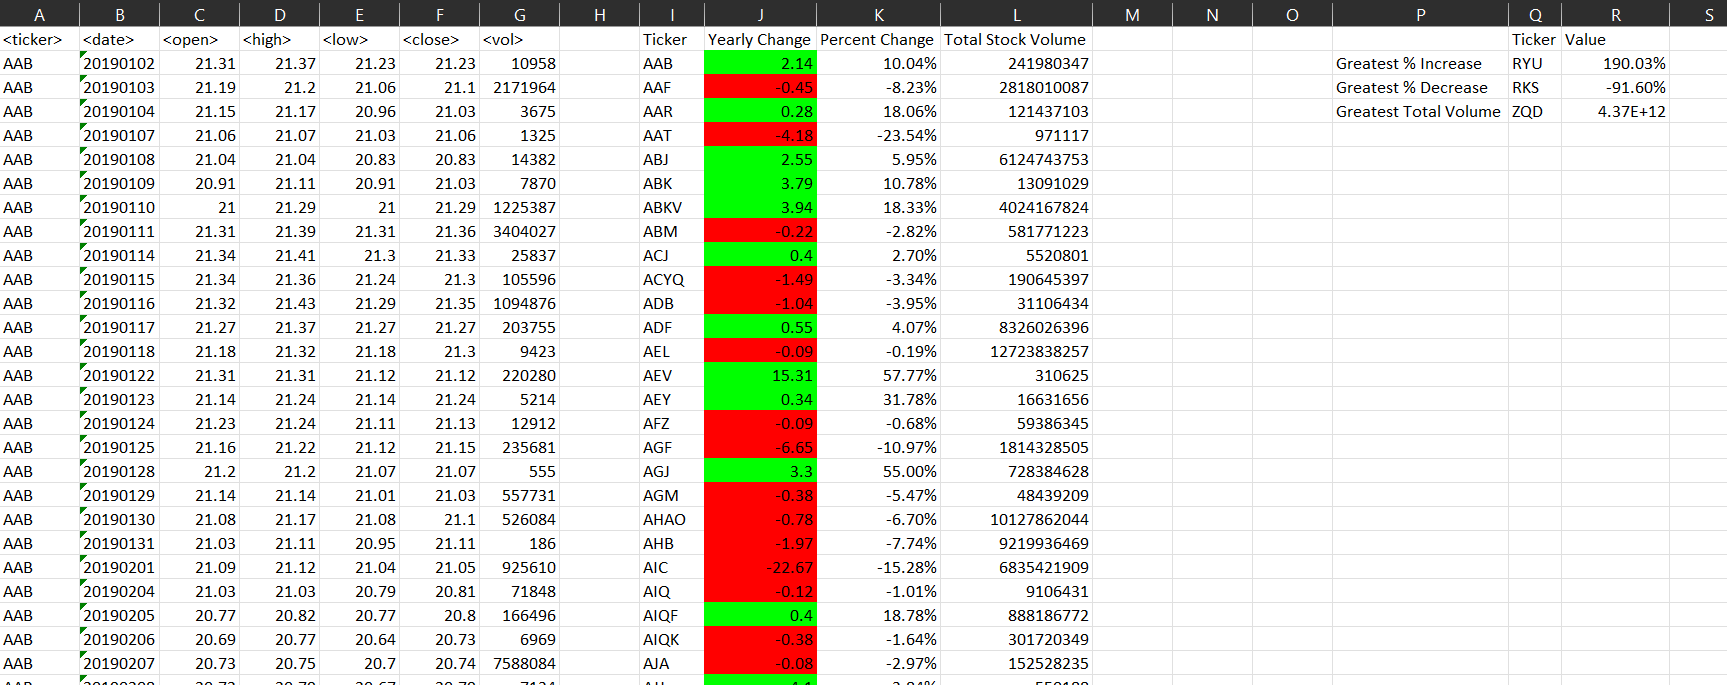 A B C D E F G H I J K L M N O P Q R S
<ticker> <date> <open> <high> <low> <close> <vol> Ticker Yearly Change Percent Change Total Stock Volume Ticker Value
AAB 20190102 21.31 21.37 21.23 21.23 10958 AAB 2.14 10.04% 241980347 Greatest % Increase RYU 190.03%
AAB 20190103 21.19 21.2 21.06 21.1 2171964 AAF -0.45 -8.23% 2818010087 Greatest % Decrease RKS -91.60%
AAB 20190104 21.15 21.17 20.96 21.03 3675 AAR 0.28 18.06% 121437103 Greatest Total Volume ZQD 4.37E+12
AAB 20190107 21.06 21.07 21.03 21.06 1325 AAT -4.18 -23.54% 971117
AAB 20190108 21.04 21.04 20.83 20.83 14382 ABJ 2.55 5.95% 6124743753
AAB 20190109 20.91 21.11 20.91 21.03 7870 ABK 3.79 10.78% 13091029
AAB 20190110 21 21.29 21 21.29 1225387 ABKV 3.94 18.33% 4024167824
AAB 20190111 21.31 21.39 21.31 21.36 3404027 ABM -0.22 -2.82% 581771223
AAB 20190114 21.34 21.41 21.3 21.33 25837 ACJ 0.4 2.70% 5520801
AAB 20190115 21.34 21.36 21.24 21.3 105596 ACYQ -1.49 -3.34% 190645397
AAB 20190116 21.32 21.43 21.29 21.35 1094876 ADB -1.04 -3.95% 31106434
AAB 20190117 21.27 21.37 21.27 21.27 203755 ADF 0.55 4.07% 8326026396
AAB 20190118 21.18 21.32 21.18 21.3 9423 AEL -0.09 -0.19% 12723838257
AAB 20190122 21.31 21.31 21.12 21.12 220280 AEV 15.31 57.77% 310625
AAB 20190123 21.14 21.24 21.14 21.24 5214 AEY 0.34 31.78% 16631656
AAB 20190124 21.23 21.24 21.11 21.13 12912 AFZ -0.09 -0.68% 59386345
AAB 20190125 21.16 21.22 21.12 21.15 235681 AGF -6.65 -10.97% 1814328505
AAB 20190128 21.2 21.2 21.07 21.07 555 AGJ 3.3 55.00% 728384628
AAB 20190129 21.14 21.14 21.01 21.03 557731 AGM -0.38 -5.47% 48439209
AAB 20190130 21.08 21.17 21.08 21.1 526084 AHAO -0.78 -6.70% 10127862044
AAB 20190131 21.03 21.11 20.95 21.11 186 AHB -1.97 -7.74% 9219936469
AAB 20190201 21.09 21.12 21.04 21.05 925610 AIC -22.67 -15.28% 6835421909
AAB 20190204 21.03 21.03 20.79 20.81 71848 AIQ -0.12 -1.01% 9106431
AAB 20190205 20.77 20.82 20.77 20.8 166496 AIQF 0.4 18.78% 888186772
AAB 20190206 20.69 20.77 20.64 20.73 6969 AIQK -0.38 -1.64% 301720349
AAB 20190207 20.73 20.75 20.7 20.74 7588084 AJA -0.08 -2.97% 152528235